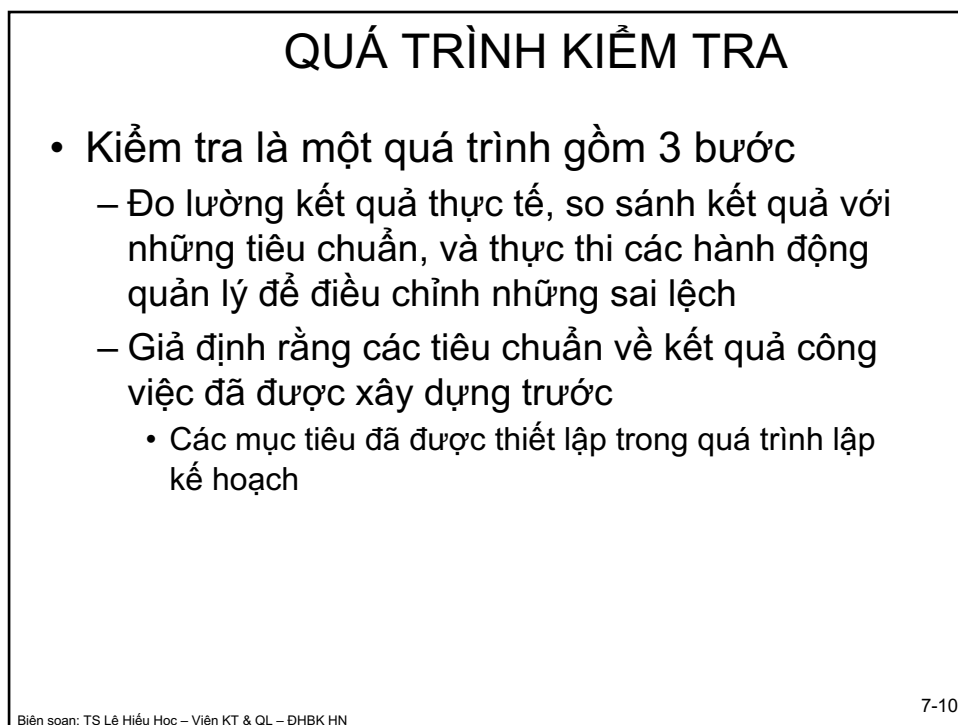 QUÁ TRÌNH KIỂM TRA
• Kiểm tra là một quá trình gồm 3 bước
– Đo lường kết quả thực tế, so sánh kết quả với
những tiêu chuẩn, và thực thi các hành động
quản lý để điều chỉnh những sai lệch
– Giả định rằng các tiêu chuẩn về kết quả công
việc đã được xây dựng trước
• Các mục tiêu đã được thiết lập trong quá trình lập
kế hoạch
7-10
Biên soạn: TS Lê Hiếu Học – Viện KT & QL – ĐHBK HN